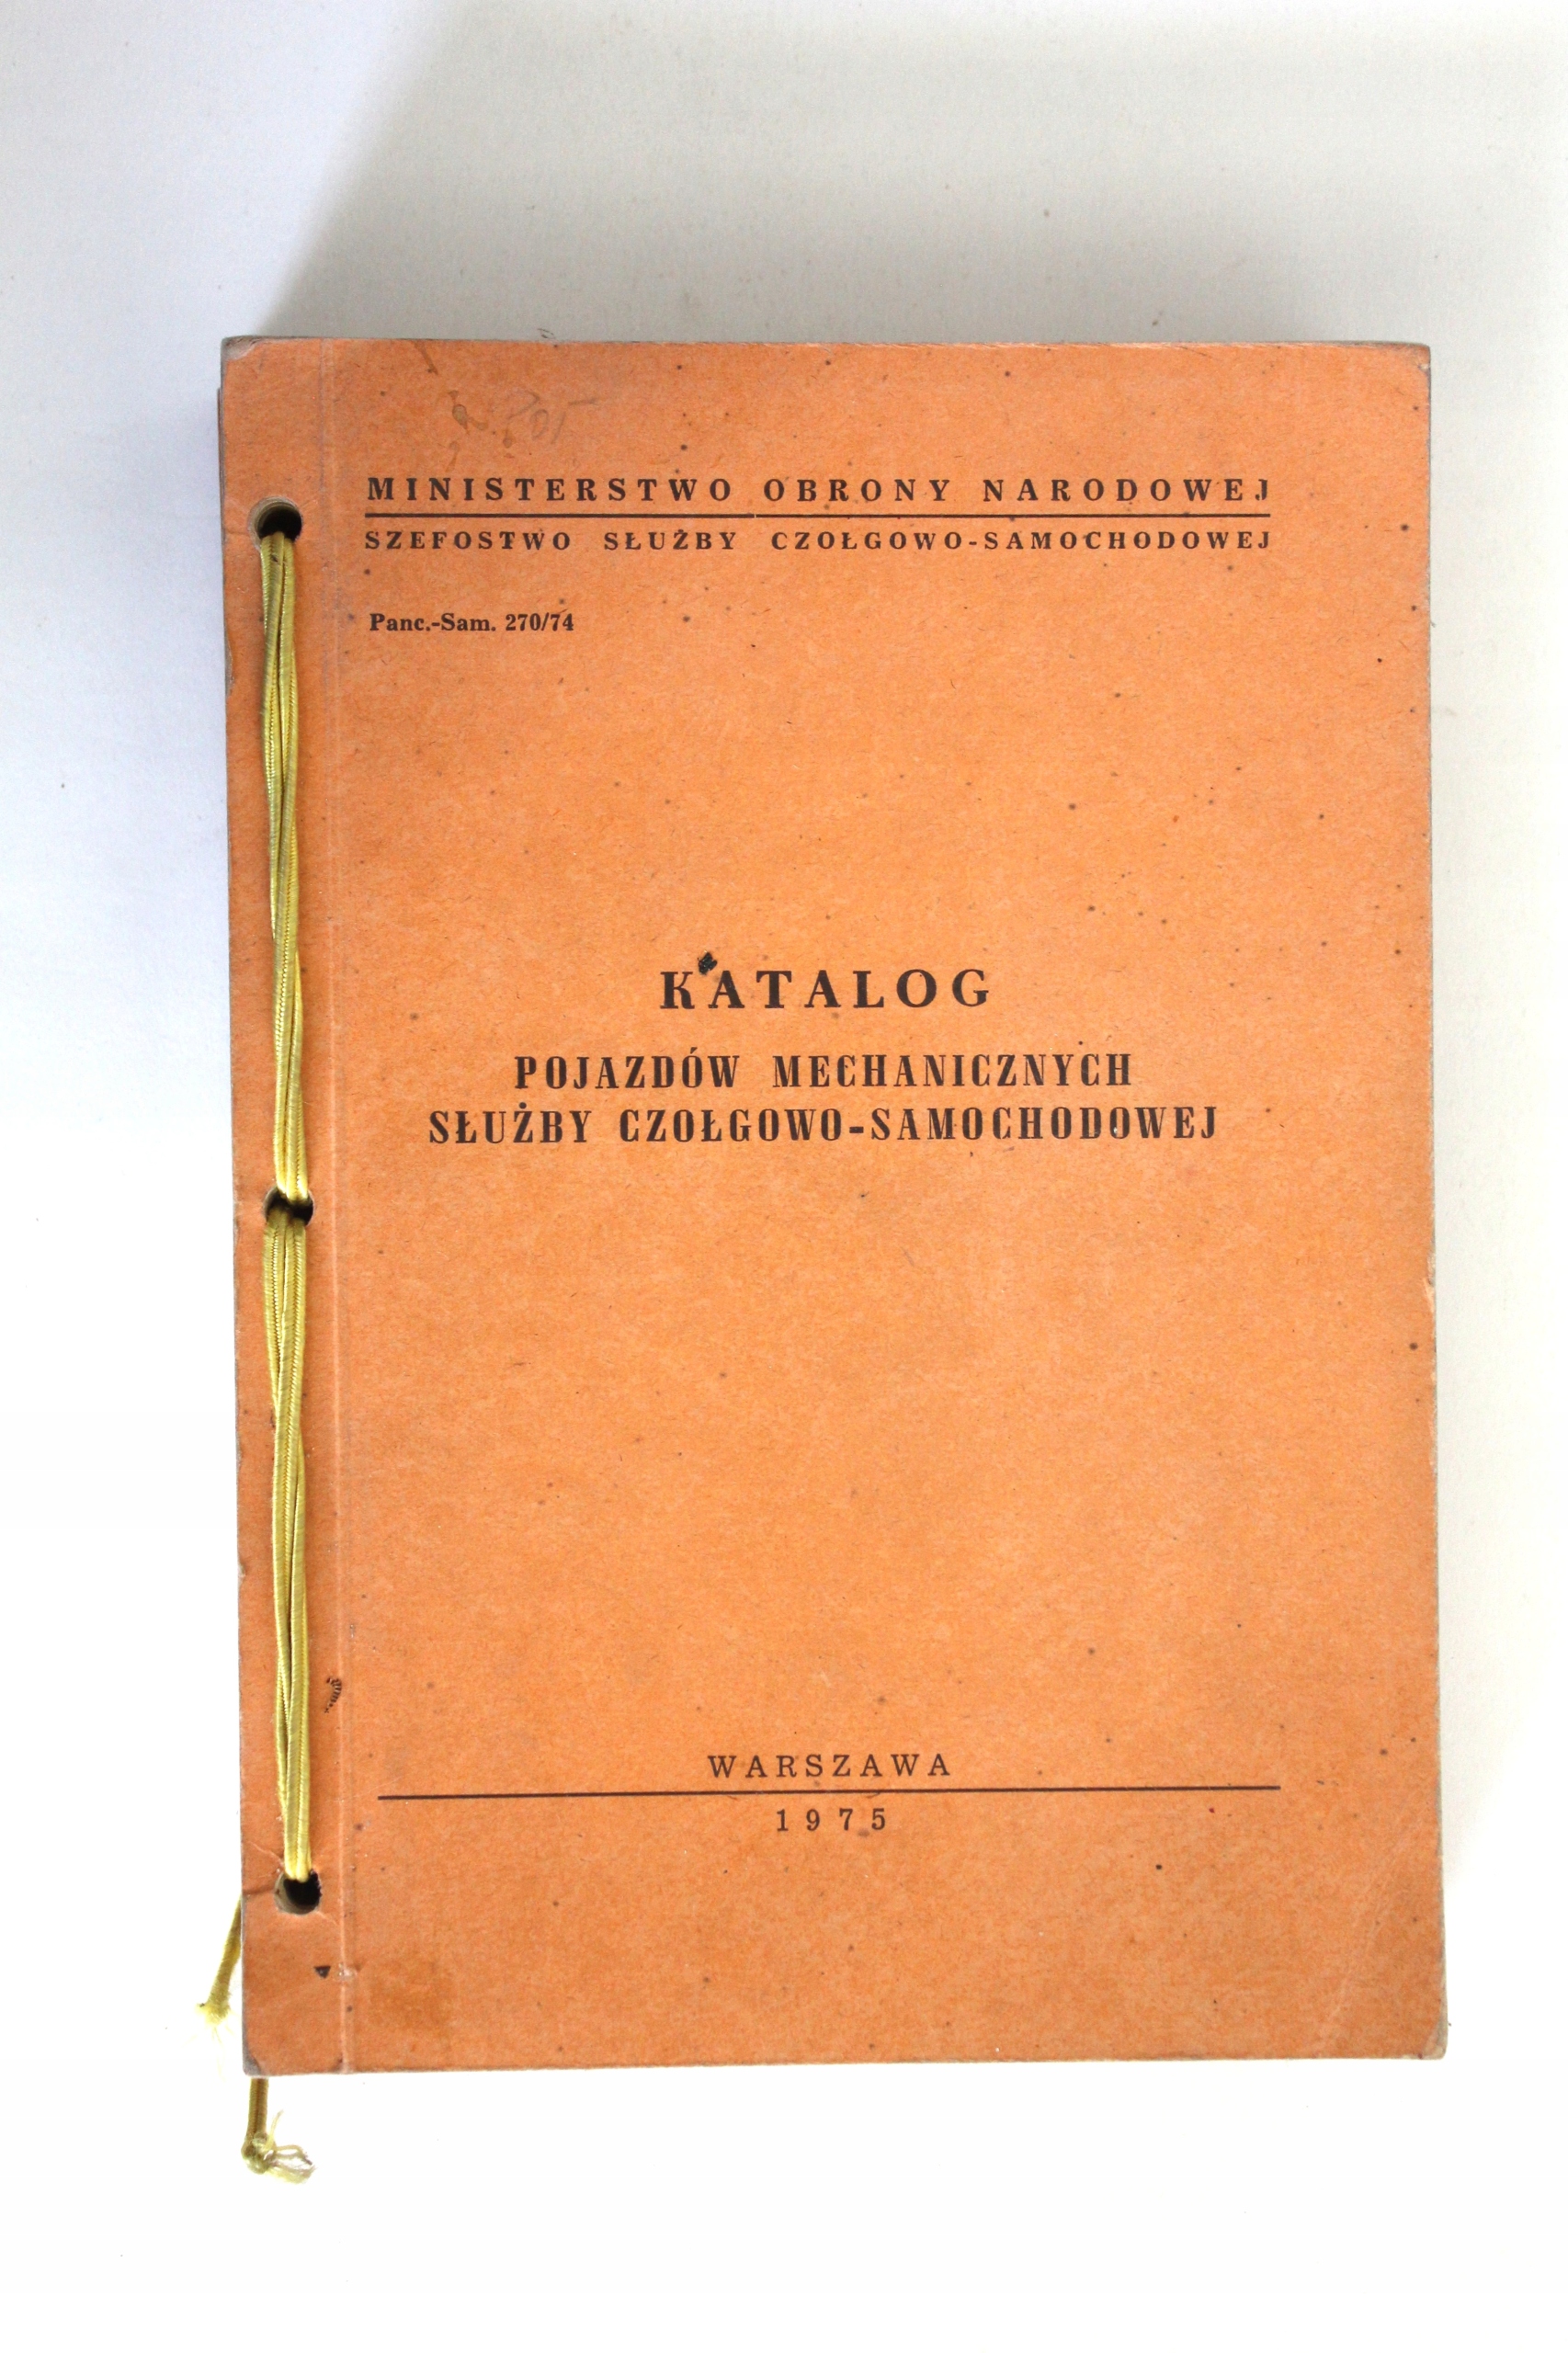 MINISTERSTWO OBRONY NARODOWEJ
SZEFOSTWO SŁUŻBY CZOŁGOWO-SAMOCHODOWEJ
Panc.-Sam. 270/74
KATALOG
POJAZDÓW MECHANICZNYCH
SŁUŻBY CZOŁGOWO-SAMOCHODOWEJ
WARSZAWA
1975